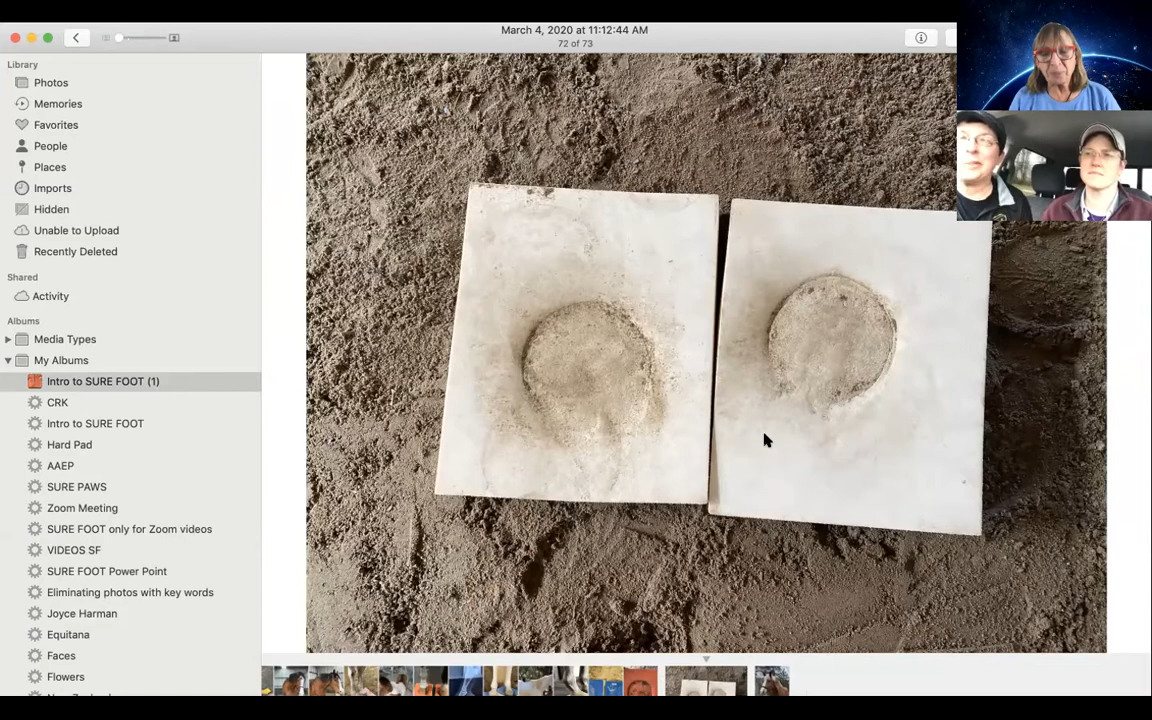 March 4, 2020 at 11:12:44 AM
72 of 73
Library
Photos
Memories
Favorites
People
Places
Imports
Hidden
Unable to Upload
Recently Deleted
Shared
Activity
Albums
Media Types
My Albums
Intro to SURE FOOT (1)
CRK
Intro to SURE FOOT
Hard Pad
AAEP
SURE PAWS
Zoom Meeting
SURE FOOT only for Zoom videos
VIDEOS SF
SURE FOOT Power Point
Eliminating photos with key words
Joyce Harman
Equitana
Faces
Flowers